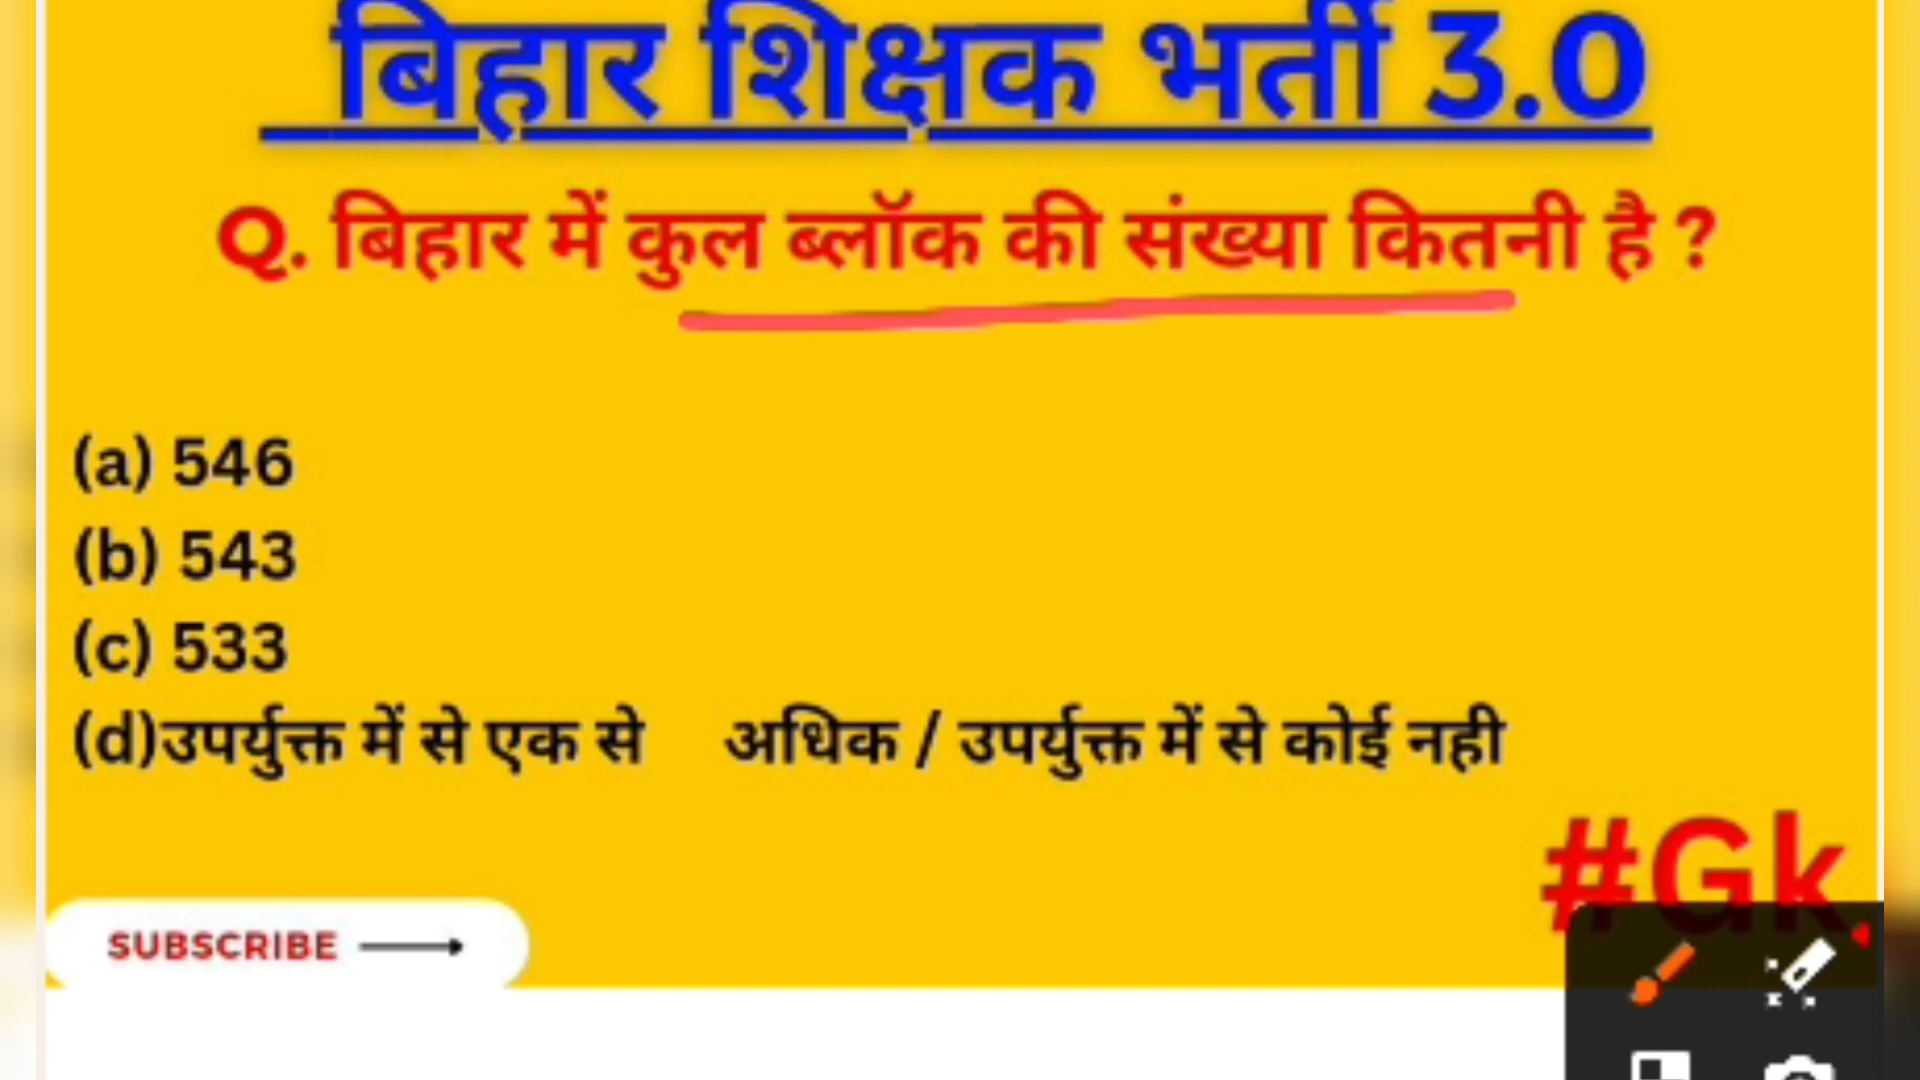 बिहार शिक्षक भर्ती 3.0
Q. बिहार में कुल ब्लॉक की संख्या कितनी है ?
(a) 546
(b) 543
(c) 533
(d)उपर्युक्त में से एक से अधिक / उपर्युक्त में से कोई नही
#Gk
SUBSCRIBE